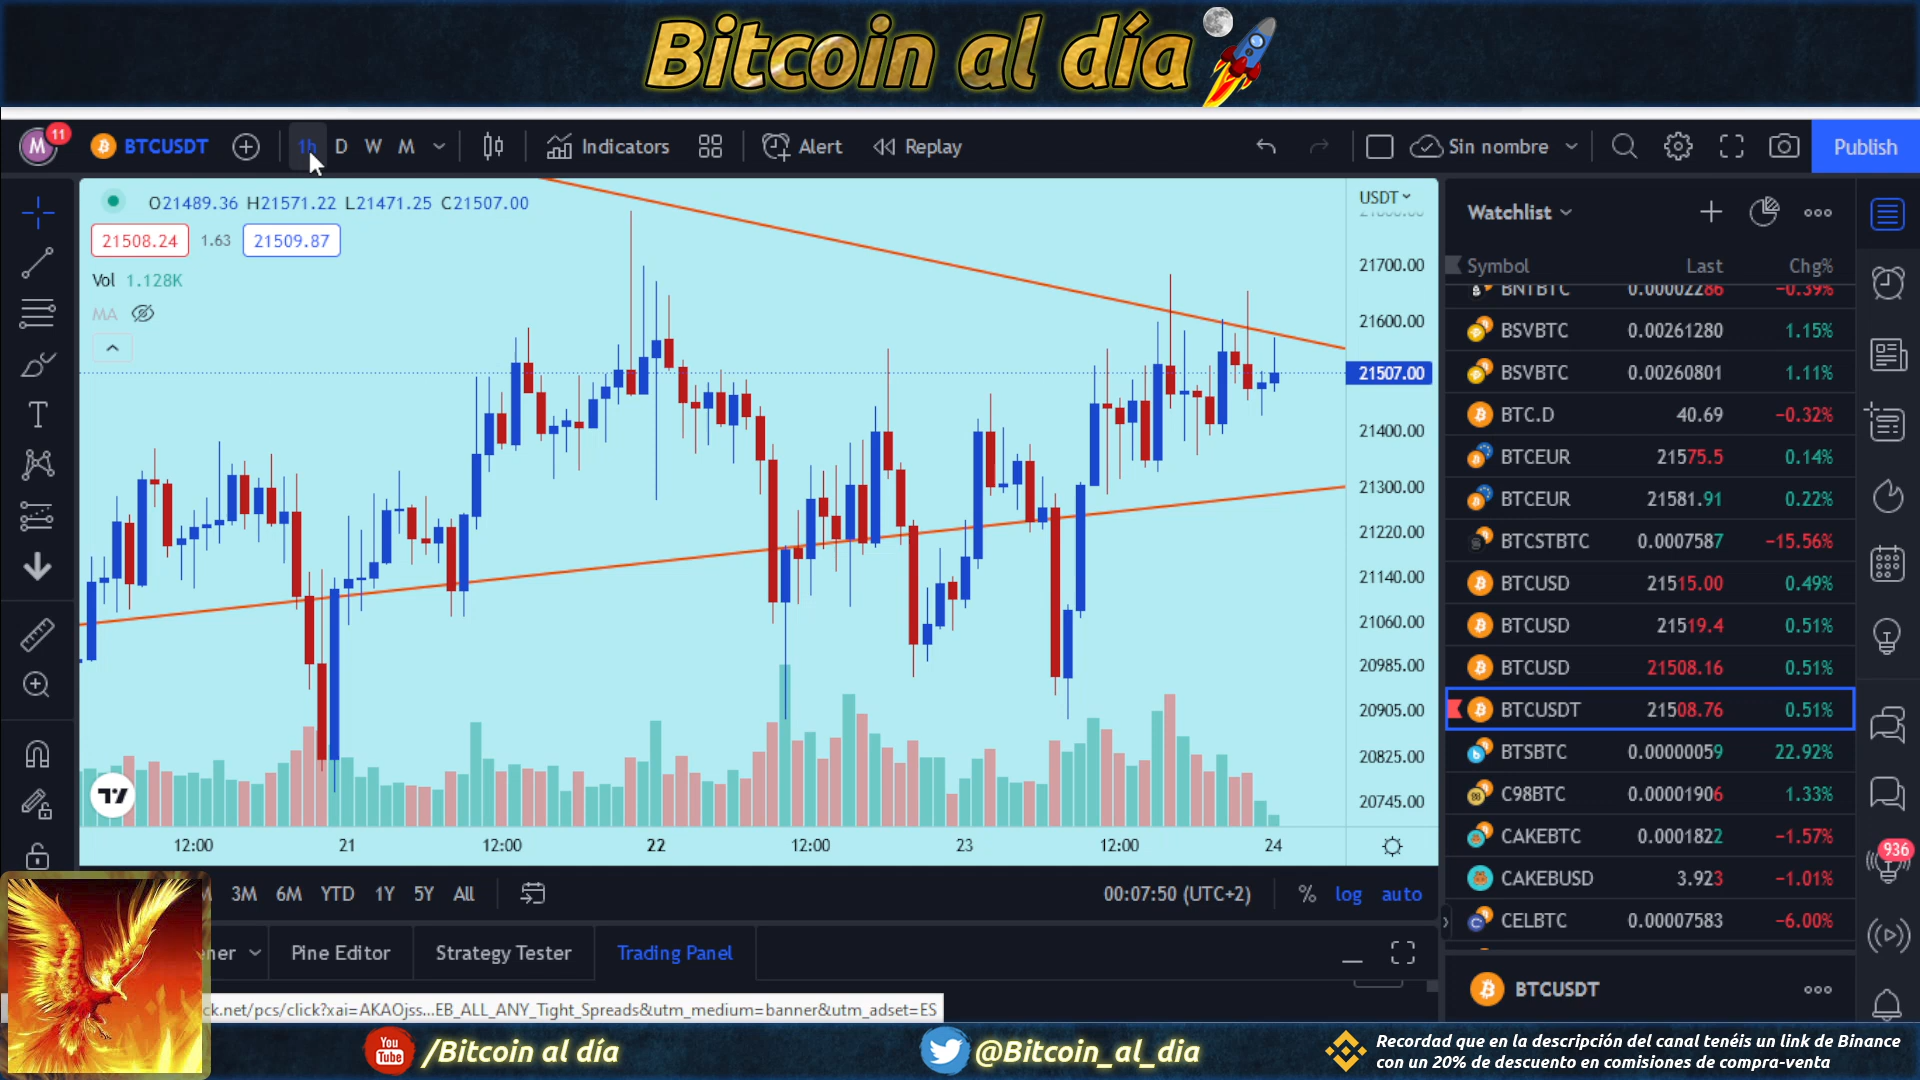 Bitcoin al día
M 11 BTCUSDT 1h D W M Indicators Alert Replay Sin nombre Publish
O21489.36 H21571.22 L21471.25 C21507.00
21508.24 1.63 21509.87
Vol 1.128K
MA
USDT
21700.00
21600.00
21507.00
21400.00
21300.00
21220.00
21140.00
21060.00
20985.00
20905.00
20825.00
20745.00
12:00 21 12:00 22 12:00 23 12:00 24
3M 6M YTD 1Y 5Y All 00:07:50 (UTC+2) % log auto
ner Pine Editor Strategy Tester Trading Panel
ck.net/pcs/click?xai=AKAOjss...EB_ALL_ANY_Tight_Spreads&utm_medium=banner&utm_adset=ES
Watchlist
Symbol Last Chg%
BNTBTC 0.00002286 −0.39%
BSVBTC 0.00261280 1.15%
BSVBTC 0.00260801 1.11%
BTC.D 40.69 −0.32%
BTCEUR 21575.5 0.14%
BTCEUR 21581.91 0.22%
BTCSTBTC 0.0007587 −15.56%
BTCUSD 21515.00 0.49%
BTCUSD 21519.4 0.51%
BTCUSD 21508.16 0.51%
BTCUSDT 21508.76 0.51%
BTSBTC 0.00000059 22.92%
C98BTC 0.00001906 1.33%
CAKEBTC 0.0001822 −1.57%
CAKEBUSD 3.923 −1.01%
CELBTC 0.00007583 −6.00%
BTCUSDT
936
You Tube /Bitcoin al día
@Bitcoin_al_dia
Recordad que en la descripción del canal tenéis un link de Binance
con un 20% de descuento en comisiones de compra-venta